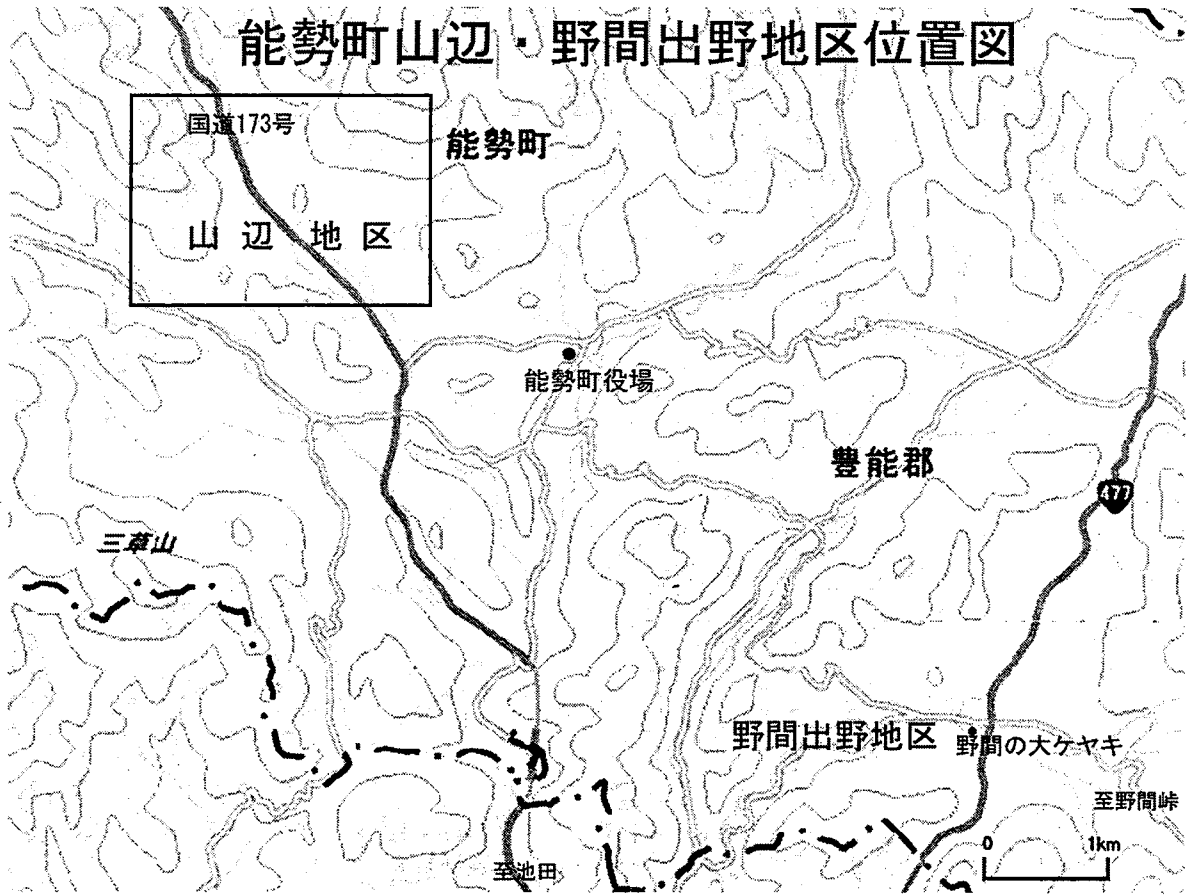 能勢町山辺・野間出野地区位置図
国道173号
能勢町
山辺地区
能勢町役場
豊能郡
477
三草山
野間出野地区
野間の大ケヤキ
至野間峠
0 1km
至池田